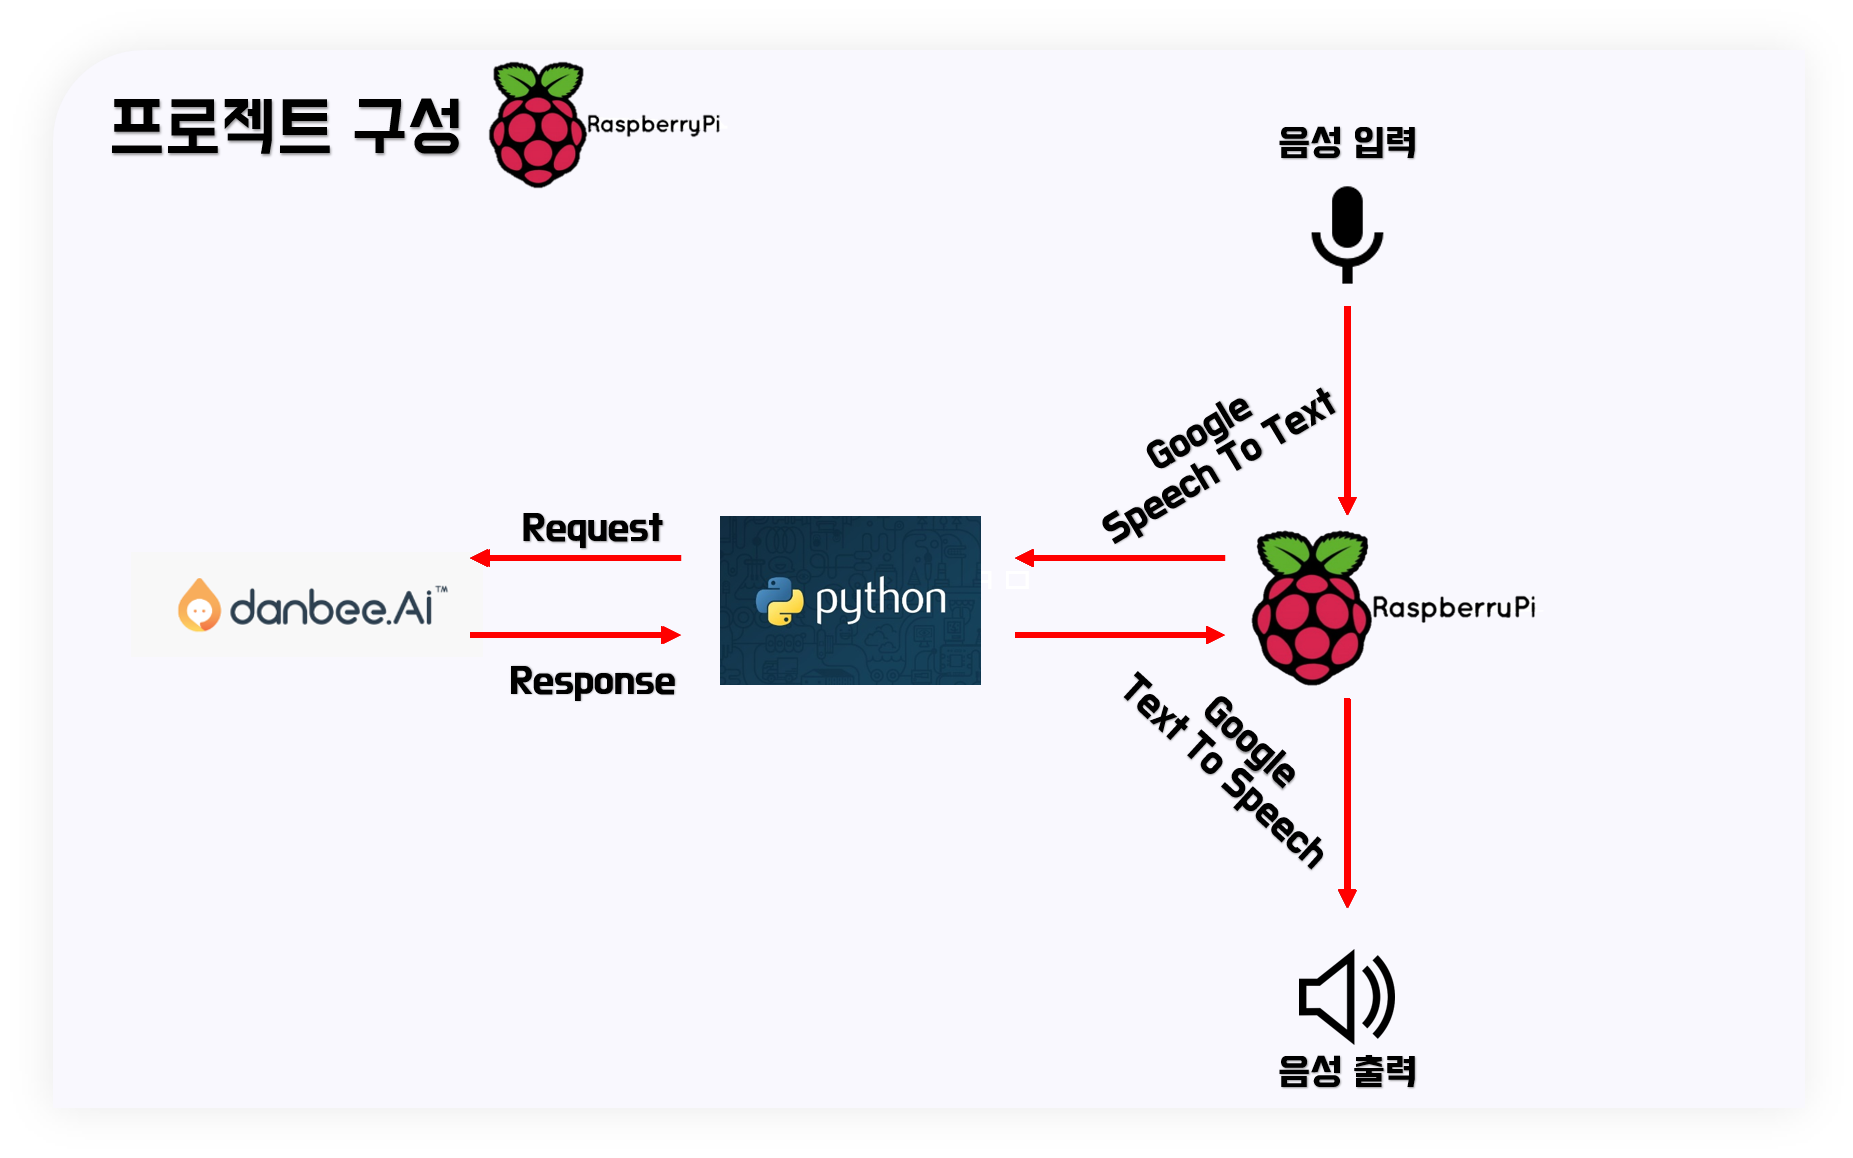 프로젝트 구성
RaspberryPi
음성 입력
Google
Speech To Text
Request
danbee.Ai™
python
RaspberryPi
Response
Google
Text To Speech
음성 출력